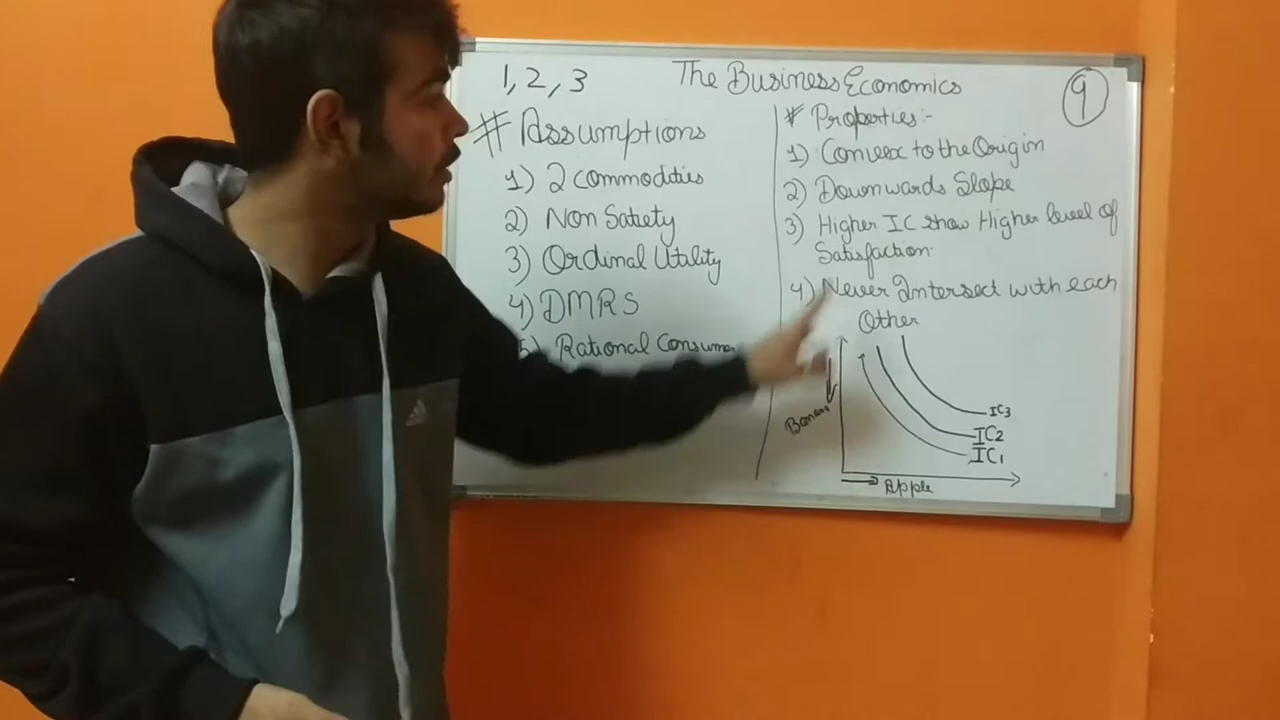 1, 2, 3
The Business Economics
9
# Assumptions
1) 2 commodities
2) Non Satiety
3) Ordinal Utility
4) DMRS
5) Rational Consumer
# Properties:-
1) Convex to the Origin
2) Downwards Slope
3) Higher IC show Higher level of
Satisfaction
4) Never Intersect with each
Other
Banana
IC3
IC2
IC1
Apple